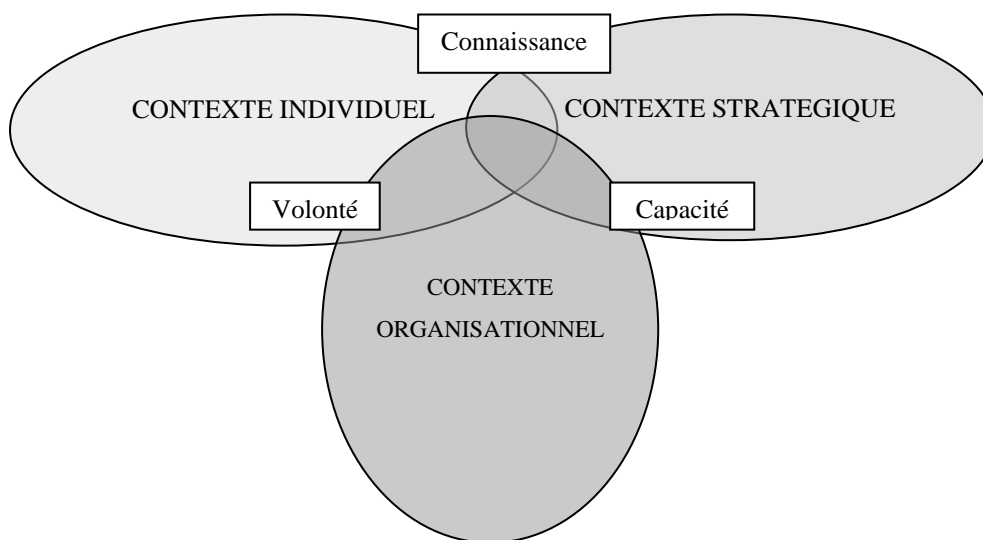 Connaissance
CONTEXTE INDIVIDUEL
CONTEXTE STRATEGIQUE
Volonté
Capacité
CONTEXTE
ORGANISATIONNEL